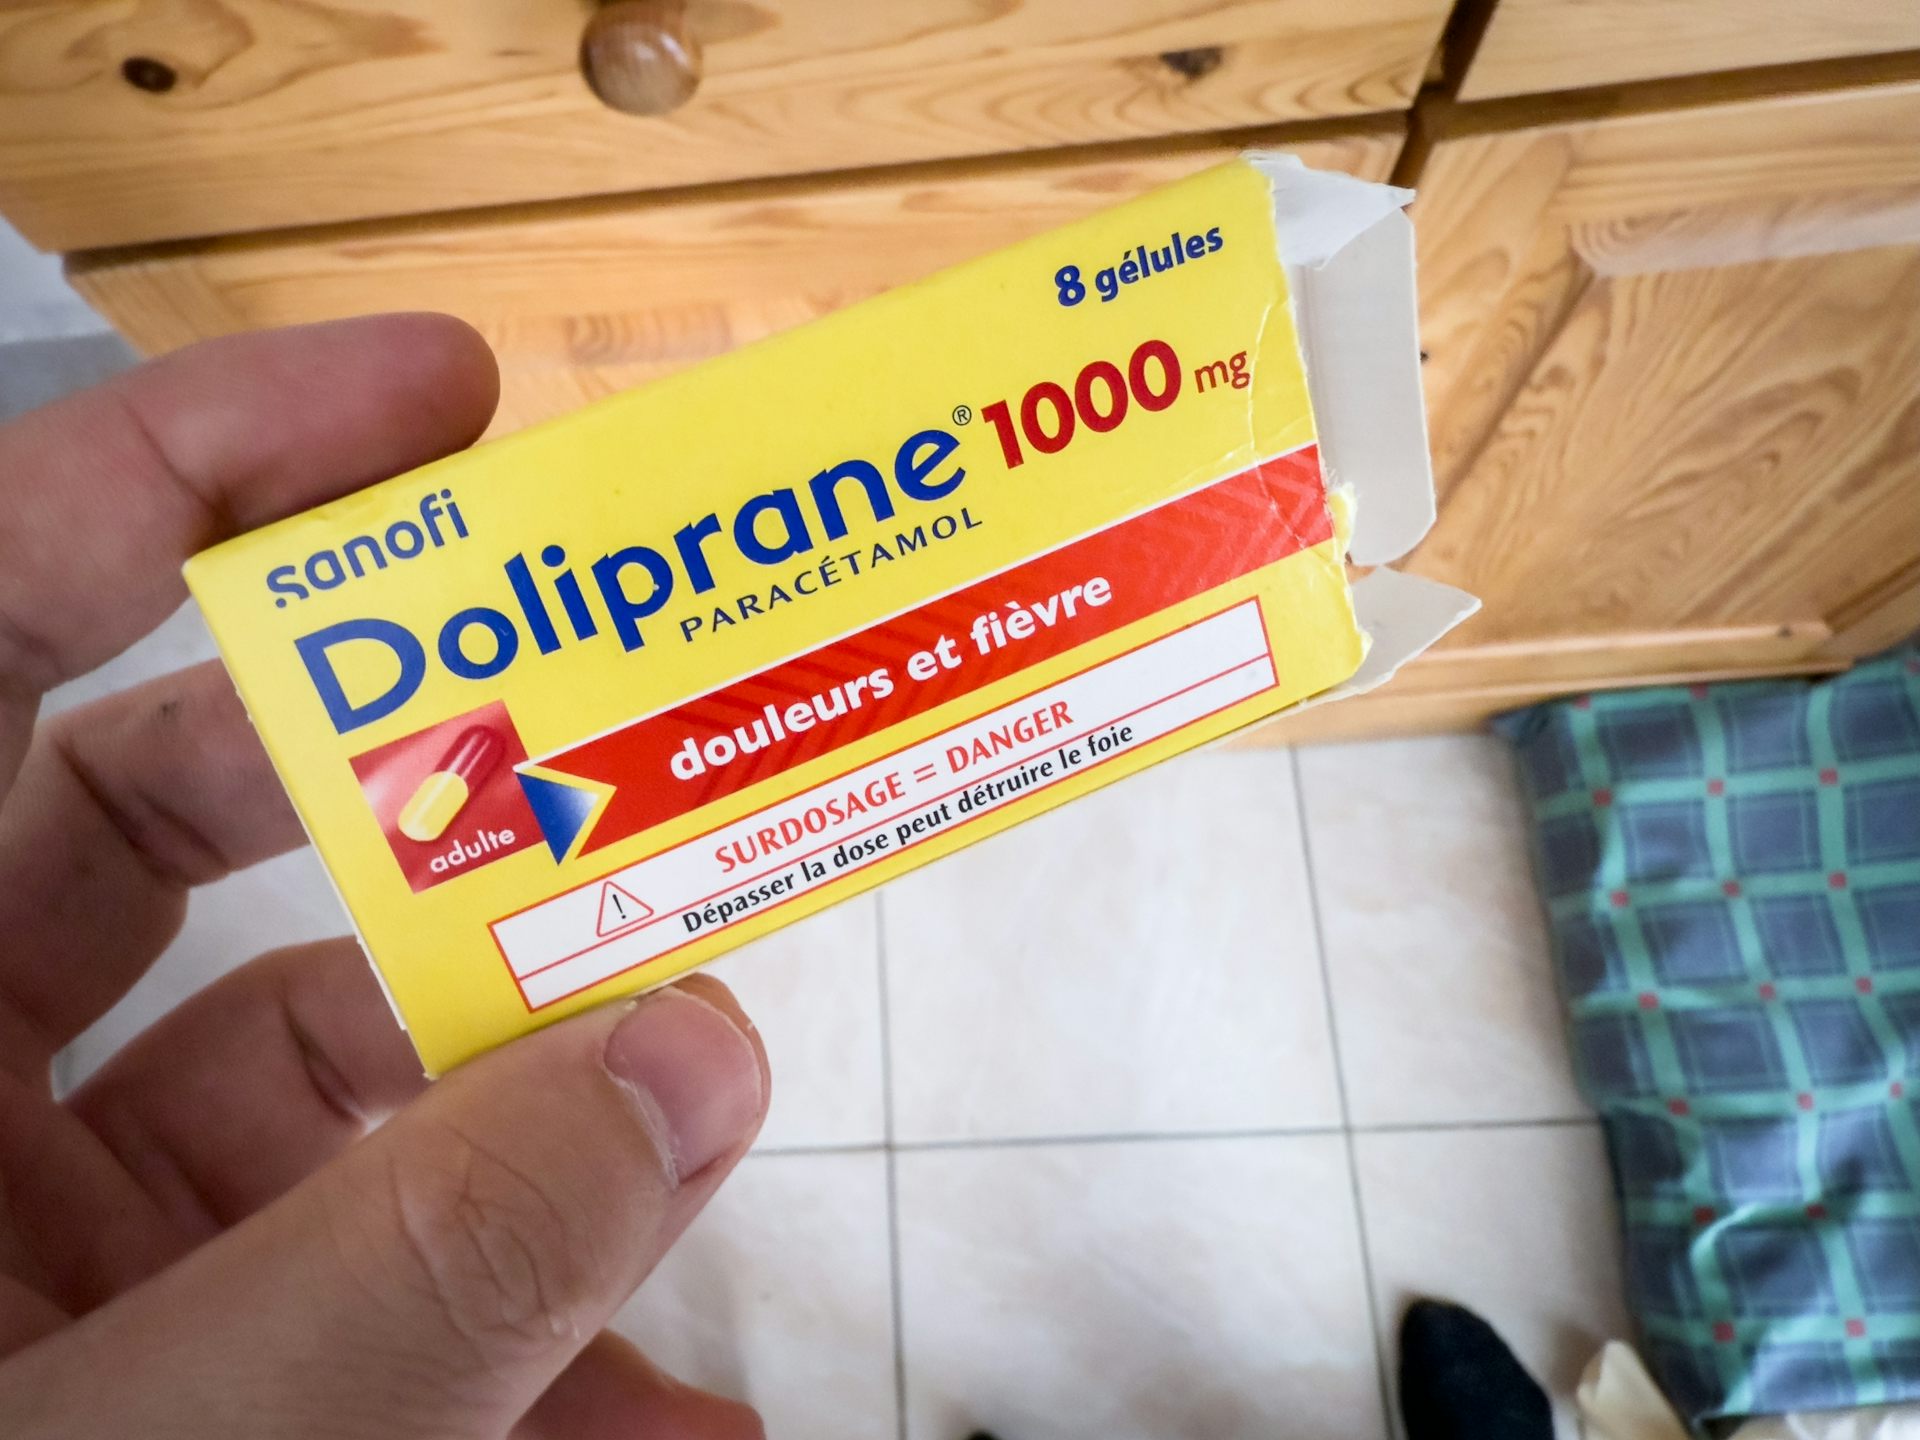 8 gélules
sanofi
Doliprane® 1000 mg
PARACÉTAMOL
douleurs et fièvre
adulte
SURDOSAGE = DANGER
Dépasser la dose peut détruire le foie